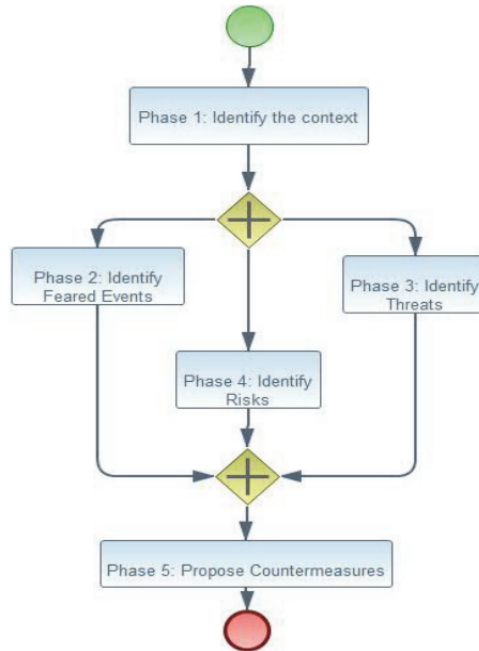 Phase 1: Identify the context
Phase 2: Identify
Feared Events
Phase 3: Identify
Threats
Phase 4: Identify
Risks
Phase 5: Propose Countermeasures